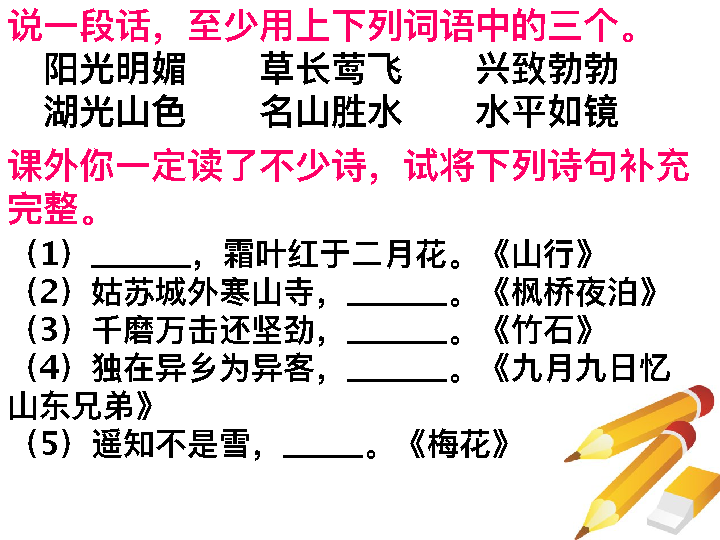 说一段话，至少用上下列词语中的三个。
阳光明媚　　草长莺飞　　兴致勃勃
湖光山色　　名山胜水　　水平如镜
课外你一定读了不少诗，试将下列诗句补充
完整。
（1）______，霜叶红于二月花。《山行》
（2）姑苏城外寒山寺，______。《枫桥夜泊》
（3）千磨万击还坚劲，______。《竹石》
（4）独在异乡为异客，______。《九月九日忆
山东兄弟》
（5）遥知不是雪，_____。《梅花》